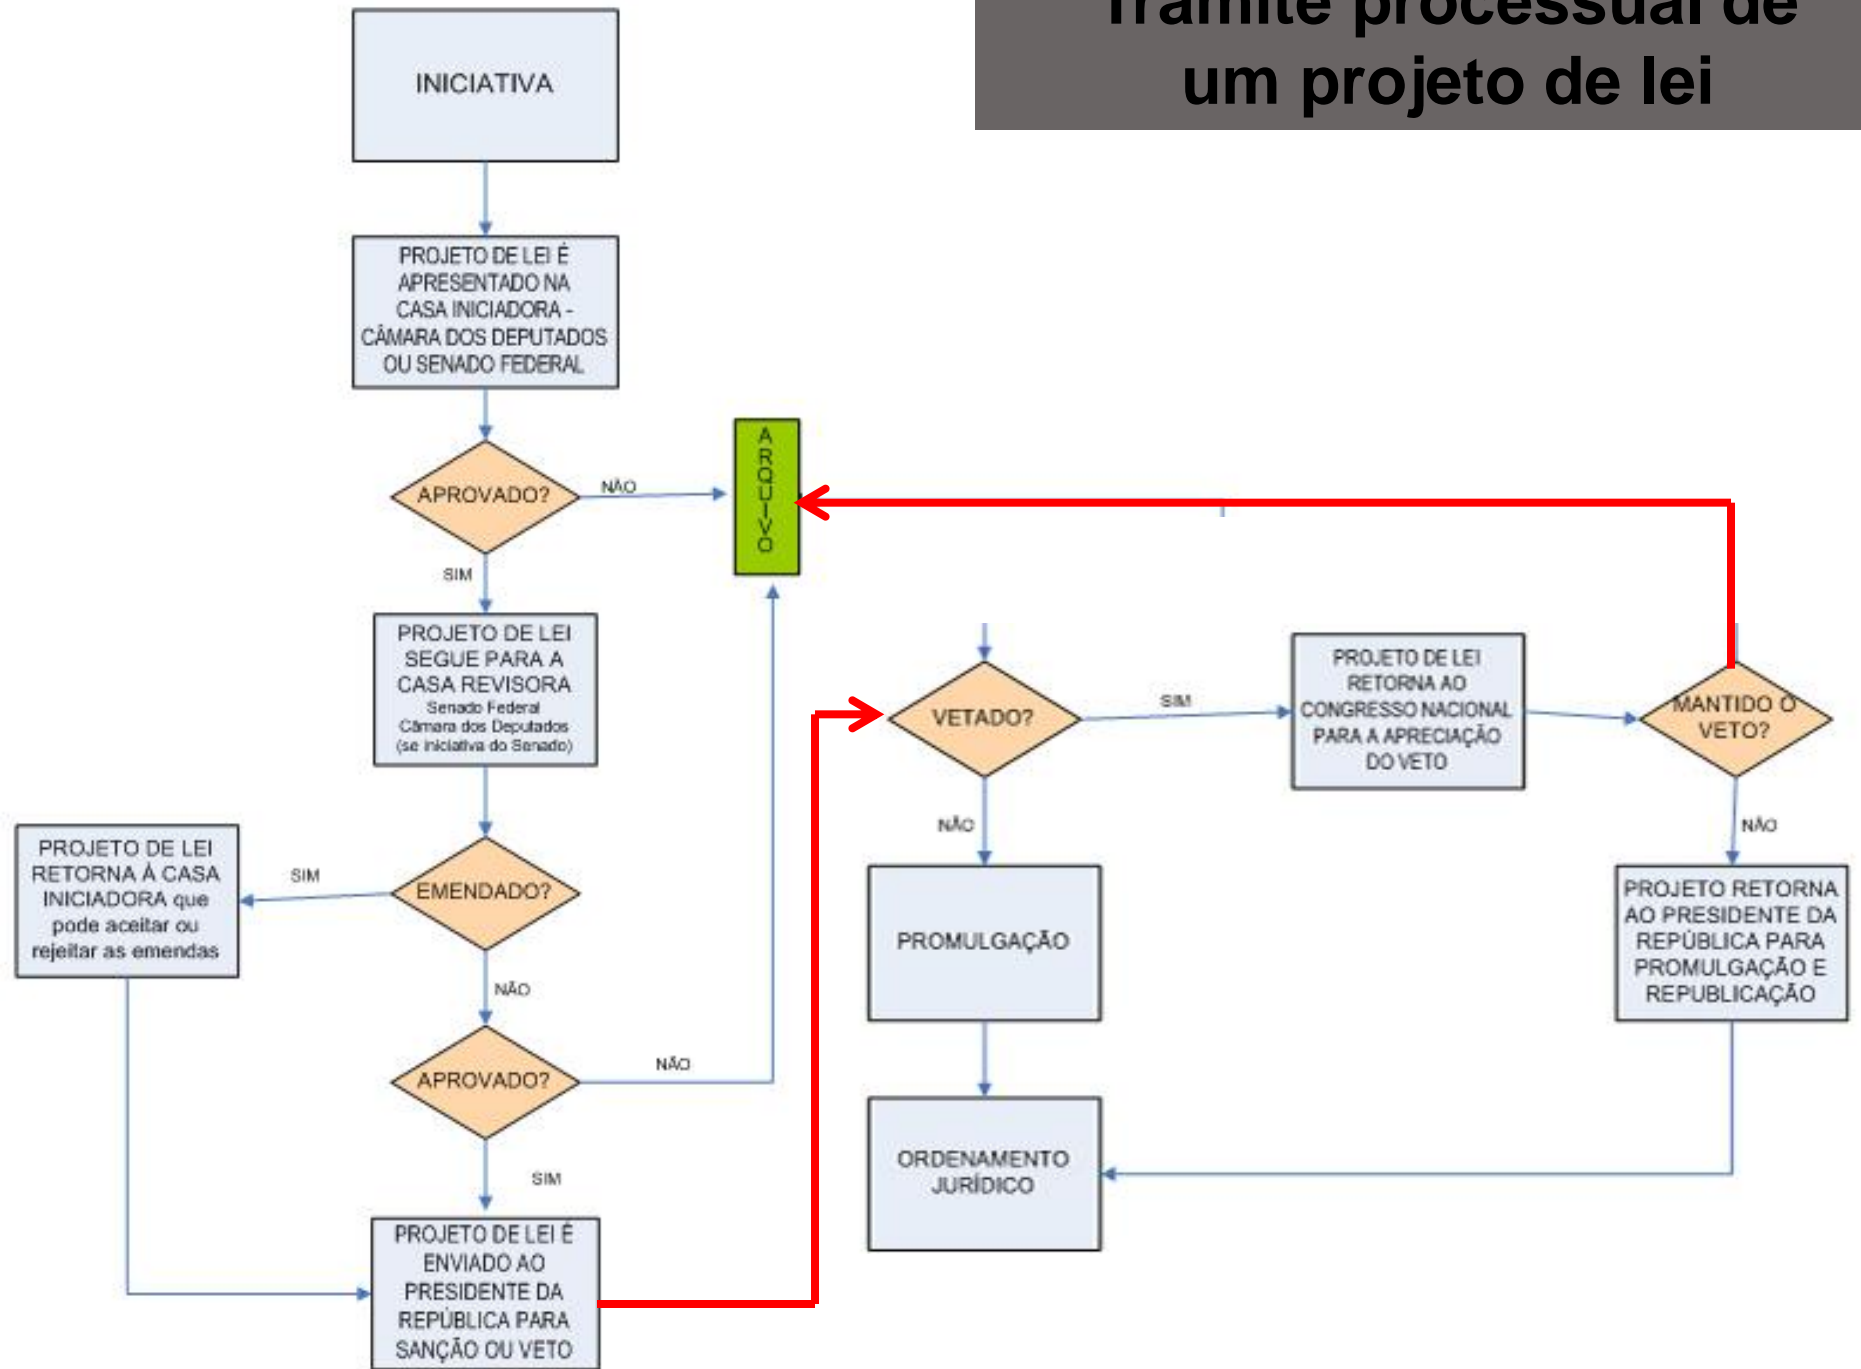 Trâmite processual de
um projeto de lei
INICIATIVA
PROJETO DE LEI É
APRESENTADO NA
CASA INICIADORA -
CÂMARA DOS DEPUTADOS
OU SENADO FEDERAL
APROVADO?
NÃO
ARQUIVO
SIM
PROJETO DE LEI
SEGUE PARA A
CASA REVISORA
Senado Federal
Câmara dos Deputados
(se iniciativa do Senado)
EMENDADO?
SIM
PROJETO DE LEI
RETORNA À CASA
INICIADORA que
pode aceitar ou
rejeitar as emendas
NÃO
APROVADO?
NÃO
SIM
PROJETO DE LEI É
ENVIADO AO
PRESIDENTE DA
REPÚBLICA PARA
SANÇÃO OU VETO
VETADO?
SIM
PROJETO DE LEI
RETORNA AO
CONGRESSO NACIONAL
PARA A APRECIAÇÃO
DO VETO
MANTIDO O
VETO?
NÃO
PROMULGAÇÃO
NÃO
PROJETO RETORNA
AO PRESIDENTE DA
REPÚBLICA PARA
PROMULGAÇÃO E
REPUBLICAÇÃO
ORDENAMENTO
JURÍDICO